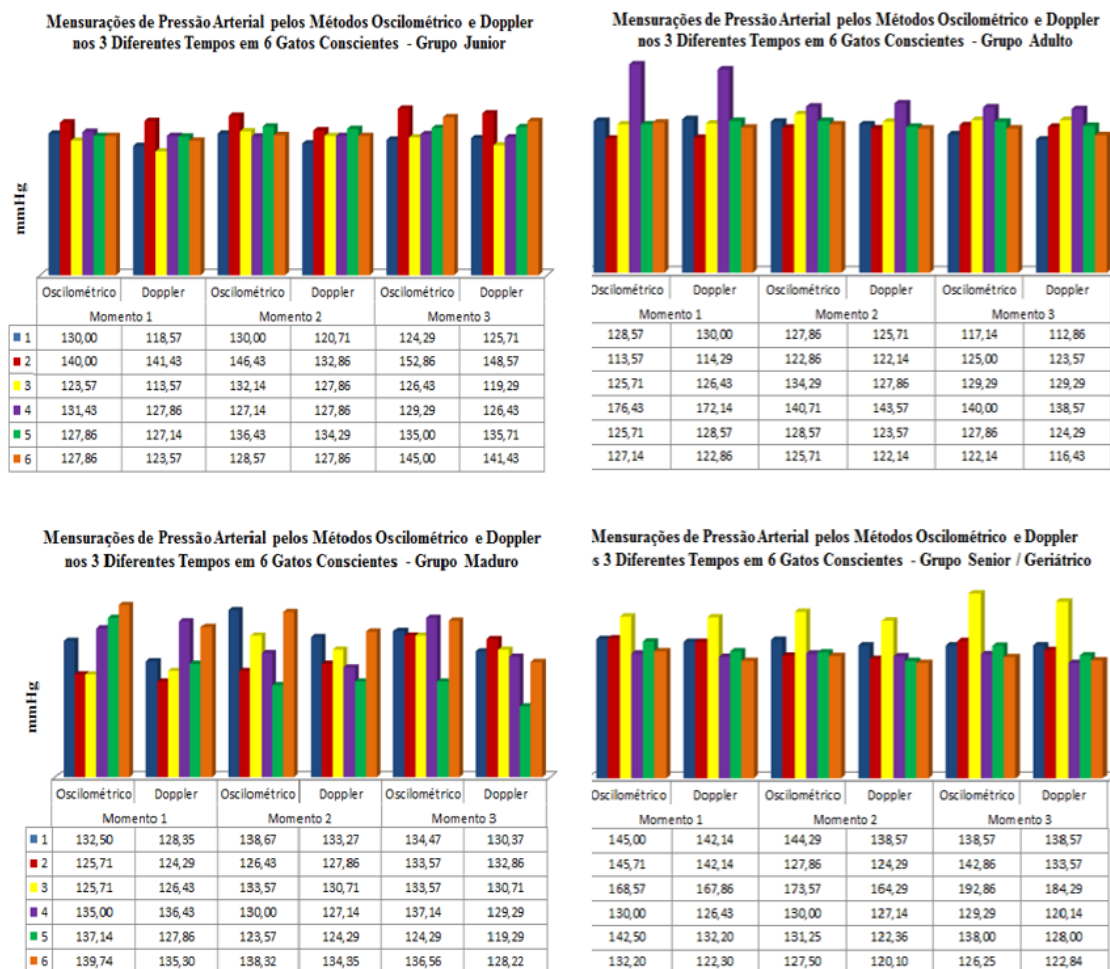 Mensurações de Pressão Arterial pelos Métodos Oscilométrico e Doppler
nos 3 Diferentes Tempos em 6 Gatos Conscientes - Grupo Junior
mmHg
Oscilométrico Doppler Oscilométrico Doppler Oscilométrico Doppler
Momento 1 Momento 2 Momento 3
1 130,00 118,57 130,00 120,71 124,29 125,71
2 140,00 141,43 146,43 132,86 152,86 148,57
3 123,57 113,57 132,14 127,86 126,43 119,29
4 131,43 127,86 127,14 127,86 129,29 126,43
5 127,86 127,14 136,43 134,29 135,00 135,71
6 127,86 123,57 128,57 127,86 145,00 141,43
Mensurações de Pressão Arterial pelos Métodos Oscilométrico e Doppler
nos 3 Diferentes Tempos em 6 Gatos Conscientes - Grupo Adulto
Oscilométrico Doppler Oscilométrico Doppler Oscilométrico Doppler
Momento 1 Momento 2 Momento 3
128,57 130,00 127,86 125,71 117,14 112,86
113,57 114,29 122,86 122,14 125,00 123,57
125,71 126,43 134,29 127,86 129,29 129,29
176,43 172,14 140,71 143,57 140,00 138,57
125,71 128,57 128,57 123,57 127,86 124,29
127,14 122,86 125,71 122,14 122,14 116,43
Mensurações de Pressão Arterial pelos Métodos Oscilométrico e Doppler
nos 3 Diferentes Tempos em 6 Gatos Conscientes - Grupo Maduro
mmHg
Oscilométrico Doppler Oscilométrico Doppler Oscilométrico Doppler
Momento 1 Momento 2 Momento 3
1 132,50 128,35 138,67 133,27 134,47 130,37
2 125,71 124,29 126,43 127,86 133,57 132,86
3 125,71 126,43 133,57 130,71 133,57 130,71
4 135,00 136,43 130,00 127,14 137,14 129,29
5 137,14 127,86 123,57 124,29 124,29 119,29
6 139,74 135,30 138,32 134,35 136,56 128,22
Mensurações de Pressão Arterial pelos Métodos Oscilométrico e Doppler
s 3 Diferentes Tempos em 6 Gatos Conscientes - Grupo Senior / Geriátrico
Oscilométrico Doppler Oscilométrico Doppler Oscilométrico Doppler
Momento 1 Momento 2 Momento 3
145,00 142,14 144,29 138,57 138,57 138,57
145,71 142,14 127,86 124,29 142,86 133,57
168,57 167,86 173,57 164,29 192,86 184,29
130,00 126,43 130,00 127,14 129,29 120,14
142,50 132,20 131,25 122,36 138,00 128,00
132,20 122,30 127,50 120,10 126,25 122,84